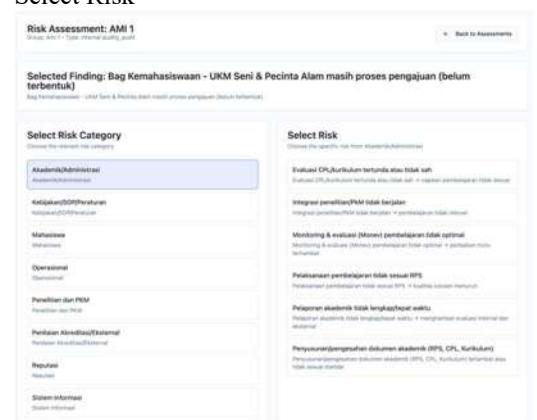 Select Risk
Risk Assessment: AMI 1
Group: AMI 1 • Type: internal_quality_audit
← Back to Assessments
Selected Finding: Bag Kemahasiswaan - UKM Seni & Pecinta Alam masih proses pengajuan (belum
terbentuk)
Bag Kemahasiswaan - UKM Seni & Pecinta Alam masih proses pengajuan (belum terbentuk)
Select Risk Category
Choose the relevant risk category
Akademik/Administrasi
Akademik/Administrasi
Kebijakan/SOP/Peraturan
Kebijakan/SOP/Peraturan
Mahasiswa
Mahasiswa
Operasional
Operasional
Penelitian dan PKM
Penelitian dan PKM
Penilaian Akreditasi/Eksternal
Penilaian Akreditasi/Eksternal
Reputasi
Reputasi
Sistem Informasi
Sistem Informasi
Select Risk
Choose the specific risk from Akademik/Administrasi
Evaluasi CPL/kurikulum tertunda atau tidak sah
Evaluasi CPL/kurikulum tertunda atau tidak sah → capaian pembelajaran tidak sesuai
Integrasi penelitian/PkM tidak berjalan
Integrasi penelitian/PkM tidak berjalan → pembelajaran tidak relevan
Monitoring & evaluasi (Monev) pembelajaran tidak optimal
Monitoring & evaluasi (Monev) pembelajaran tidak optimal → perbaikan mutu
terhambat
Pelaksanaan pembelajaran tidak sesuai RPS
Pelaksanaan pembelajaran tidak sesuai RPS → kualitas lulusan menurun
Pelaporan akademik tidak lengkap/tepat waktu
Pelaporan akademik tidak lengkap/tepat waktu → menghambat evaluasi internal dan
eksternal
Penyusunan/pengesahan dokumen akademik (RPS, CPL, Kurikulum)
Penyusunan/pengesahan dokumen akademik (RPS, CPL, Kurikulum) terlambat atau
tidak sesuai standar